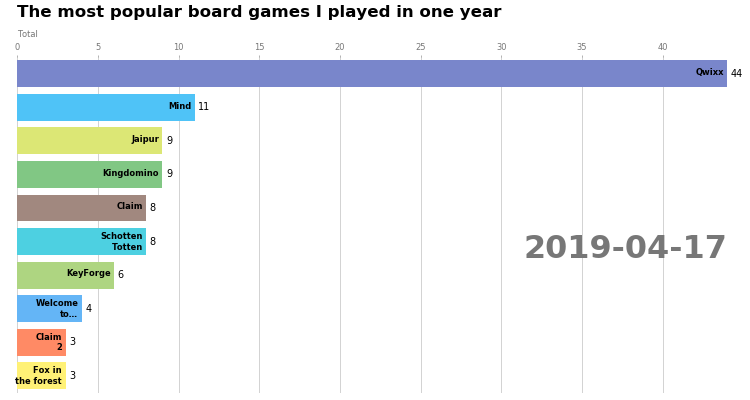 The most popular board games I played in one year
Total
0 5 10 15 20 25 30 35 40
Qwixx 44
Mind 11
Jaipur 9
Kingdomino 9
Claim 8
Schotten
Totten 8
2019-04-17
KeyForge 6
Welcome
to... 4
Claim
2 3
Fox in
the forest 3